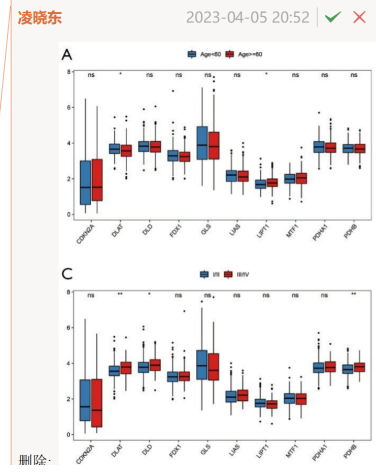 凌晓东 2023-04-05 20:52
A
Age<60 Age>=60
8
ns * ns ns ns ns * ns ns ns
6
4
2
0
CDKN2A DLAT DLD FDX1 GLS LIAS LIPT1 MTF1 PDHA1 PDHB
C
I/II III/IV
8
ns ** * ns ns ns ns ns ns **
6
4
2
0
CDKN2A DLAT DLD FDX1 GLS LIAS LIPT1 MTF1 PDHA1 PDHB
删除: